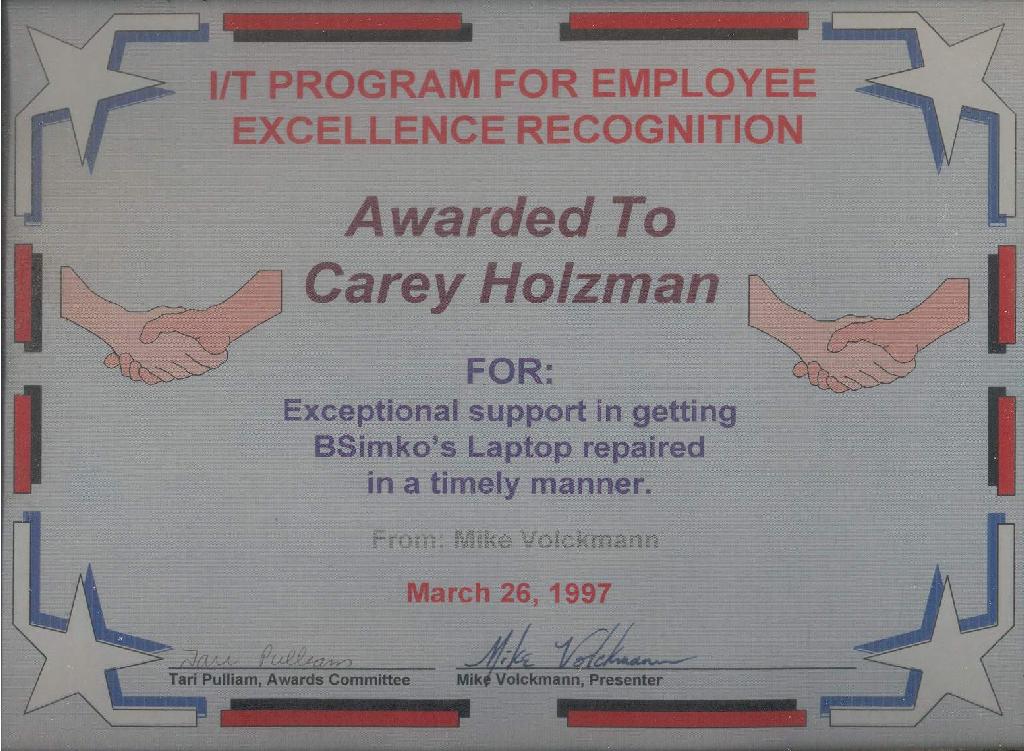 I/T PROGRAM FOR EMPLOYEE
EXCELLENCE RECOGNITION
Awarded To
Carey Holzman
FOR:
Exceptional support in getting
BSimko's Laptop repaired
in a timely manner.
From: Mike Volckmann
March 26, 1997
Tari Pulliam Mike Volckmann
Tari Pulliam, Awards Committee Mike Volckmann, Presenter